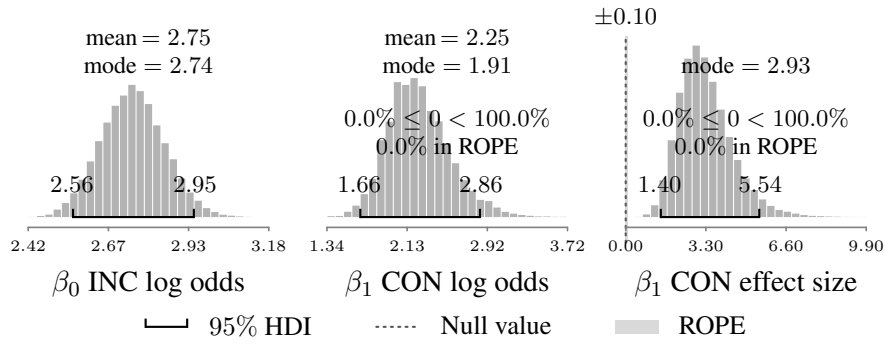 ±0.10
mean = 2.75
mode = 2.74
2.56 2.95
2.42 2.67 2.93 3.18
β₀ INC log odds
mean = 2.25
mode = 1.91
0.0% ≤ 0 < 100.0%
0.0% in ROPE
1.66 2.86
1.34 2.13 2.92 3.72
β₁ CON log odds
mode = 2.93
0.0% ≤ 0 < 100.0%
0.0% in ROPE
1.40 5.54
0.00 3.30 6.60 9.90
β₁ CON effect size
95% HDI Null value ROPE